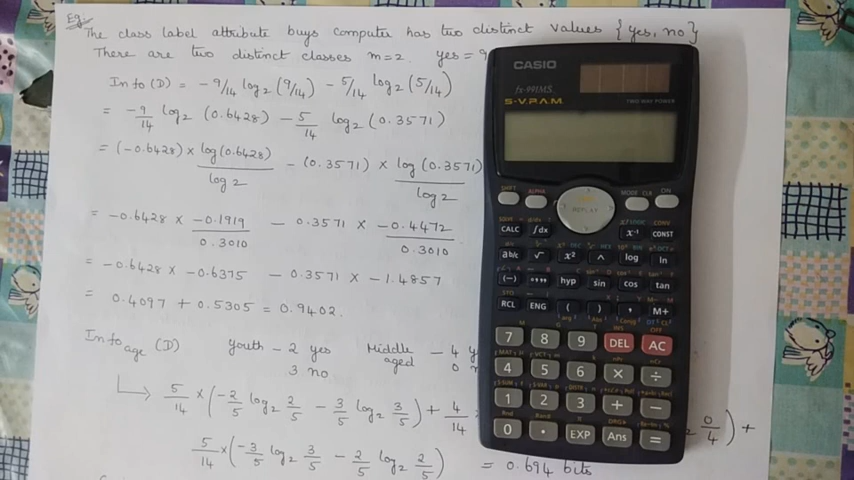 Eg:
The class label attribute buys computer has two distinct values {yes, no}
There are two distinct classes m=2. yes = 9
Info (D) = -9/14 log2 (9/14) - 5/14 log2 (5/14)
= -9/14 log2 (0.6428) - 5/14 log2 (0.3571)
= (-0.6428) × log(0.6428)/log 2 - (0.3571) × log(0.3571)/log 2
= -0.6428 × -0.1919/0.3010 - 0.3571 × -0.4472/0.3010
= -0.6428 × -0.6375 - 0.3571 × -1.4857
= 0.4097 + 0.5305 = 0.9402.
Info age (D) youth - 2 yes Middle aged - 4
3 no 0
5/14 × (-2/5 log2 2/5 - 3/5 log2 3/5) + 4/14
0/4) +
5/14 × (-3/5 log2 3/5 - 2/5 log2 2/5) = 0.694 bits
CASIO
fx-991MS
S-V.P.A.M.
TWO WAY POWER
SHIFT ALPHA REPLAY MODE CLR ON
CALC ∫dx x⁻¹ CONST
ab/c √ x² ^ log ln
(-) °'" hyp sin cos tan
RCL ENG ( ) , M+
7 8 9 DEL AC
4 5 6 × ÷
1 2 3 + -
0 . EXP Ans =